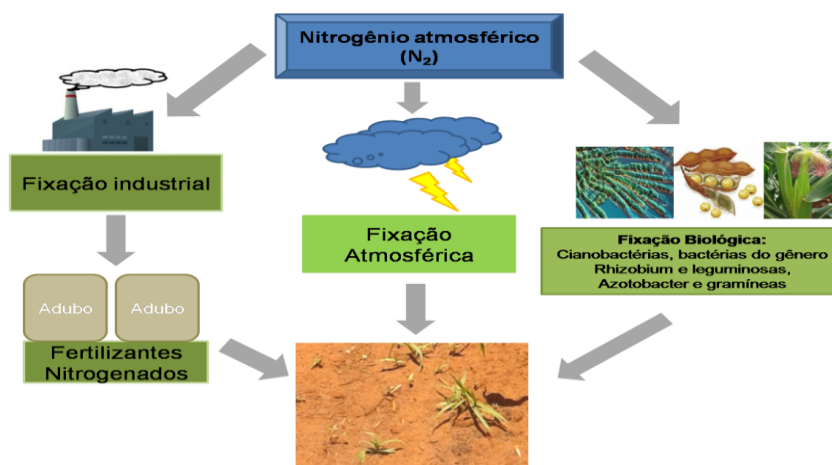 Nitrogênio atmosférico
(N₂)
Fixação industrial
Fixação
Atmosférica
Fixação Biológica:
Cianobactérias, bactérias do gênero
Rhizobium e leguminosas,
Azotobacter e gramíneas
Adubo
Adubo
Fertilizantes
Nitrogenados